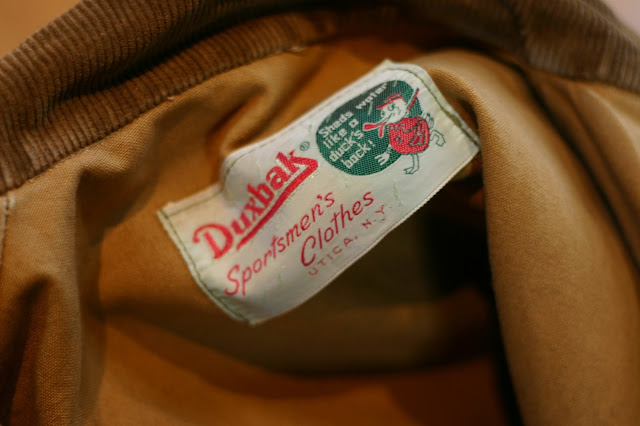 Duxbak®
Sportsmen's
Clothes
UTICA, N.Y.
Sheds water
like a
duck's
back!